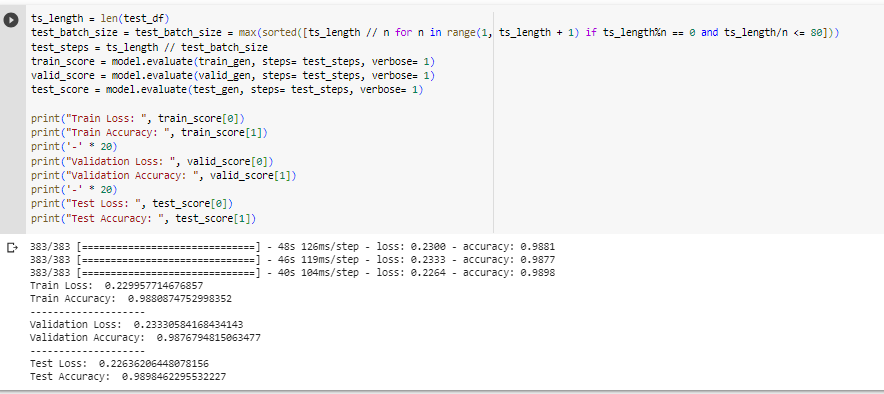 ts_length = len(test_df)
test_batch_size = test_batch_size = max(sorted([ts_length // n for n in range(1, ts_length + 1) if ts_length%n == 0 and ts_length/n <= 80]))
test_steps = ts_length // test_batch_size
train_score = model.evaluate(train_gen, steps= test_steps, verbose= 1)
valid_score = model.evaluate(valid_gen, steps= test_steps, verbose= 1)
test_score = model.evaluate(test_gen, steps= test_steps, verbose= 1)
print("Train Loss: ", train_score[0])
print("Train Accuracy: ", train_score[1])
print('-' * 20)
print("Validation Loss: ", valid_score[0])
print("Validation Accuracy: ", valid_score[1])
print('-' * 20)
print("Test Loss: ", test_score[0])
print("Test Accuracy: ", test_score[1])
383/383 [==============================] - 48s 126ms/step - loss: 0.2300 - accuracy: 0.9881
383/383 [==============================] - 46s 119ms/step - loss: 0.2333 - accuracy: 0.9877
383/383 [==============================] - 40s 104ms/step - loss: 0.2264 - accuracy: 0.9898
Train Loss:  0.229957714676857
Train Accuracy:  0.9880874752998352
--------------------
Validation Loss:  0.23330584168434143
Validation Accuracy:  0.9876794815063477
--------------------
Test Loss:  0.22636206448078156
Test Accuracy:  0.9898462295532227